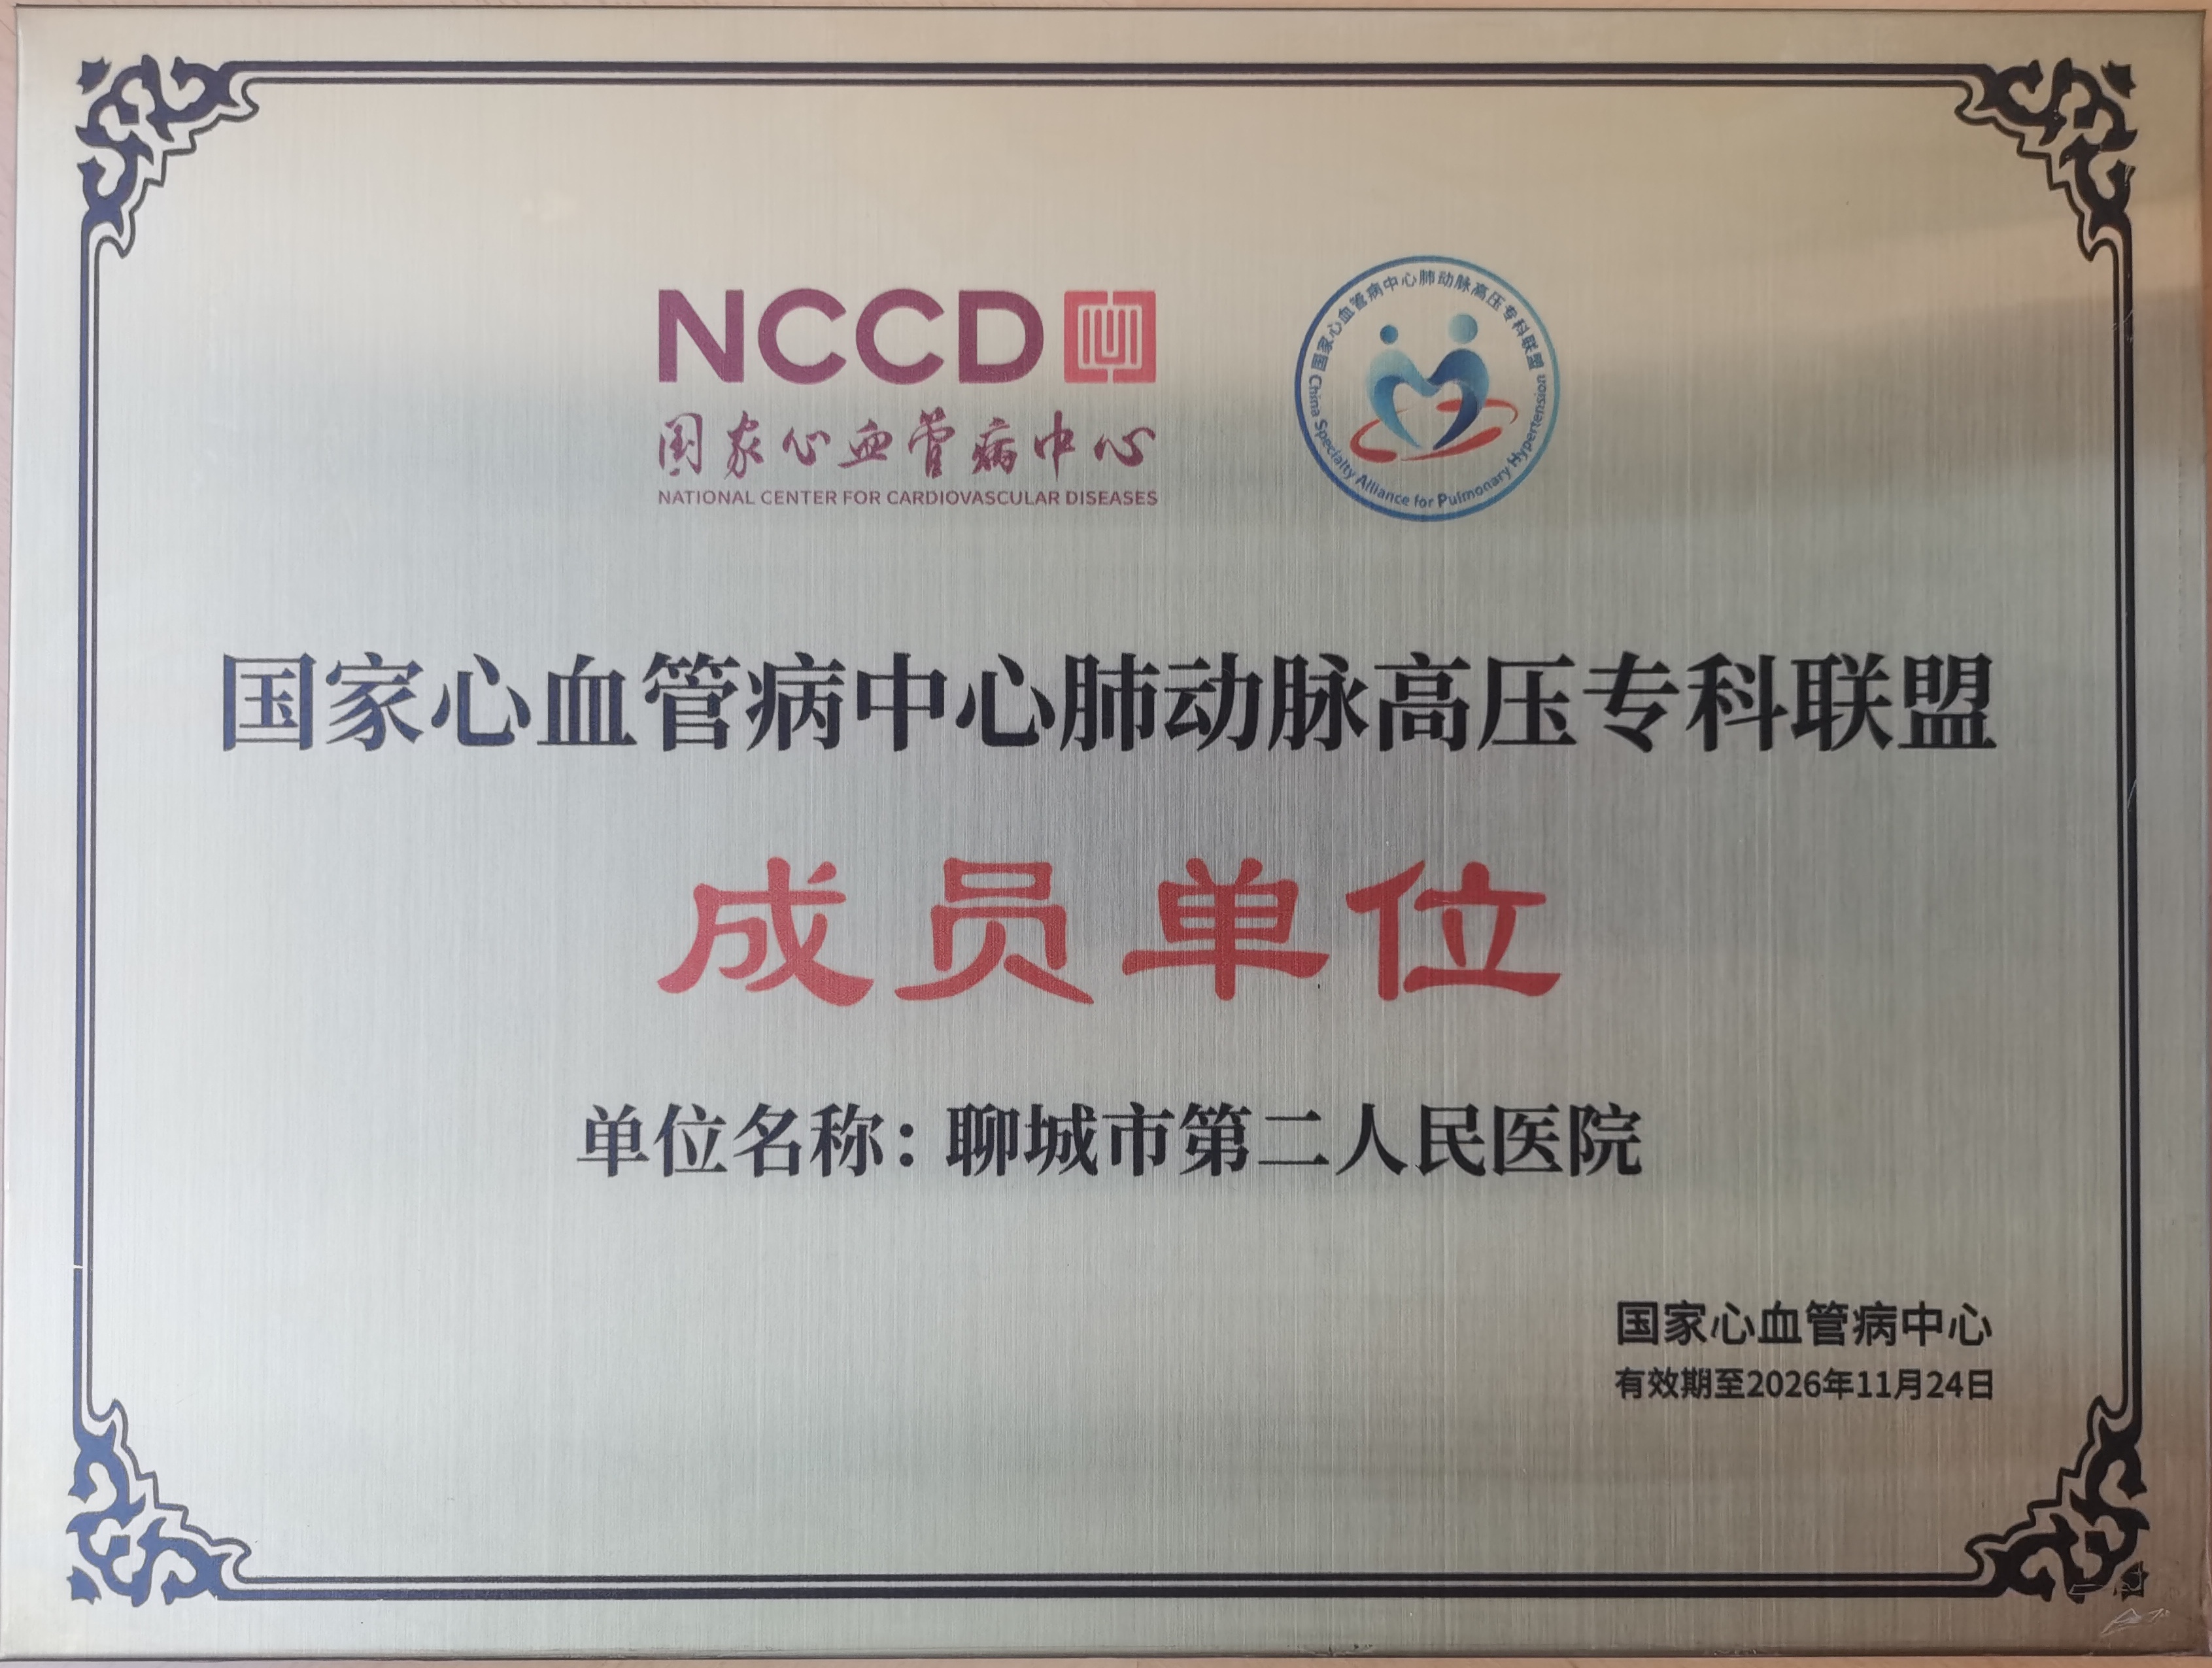 NCCD
国家心血管病中心
NATIONAL CENTER FOR CARDIOVASCULAR DISEASES
国家心血管病中心肺动脉高压专科联盟
China Specialty Alliance for Pulmonary Hypertension
国家心血管病中心肺动脉高压专科联盟
成员单位
单位名称：聊城市第二人民医院
国家心血管病中心
有效期至2026年11月24日